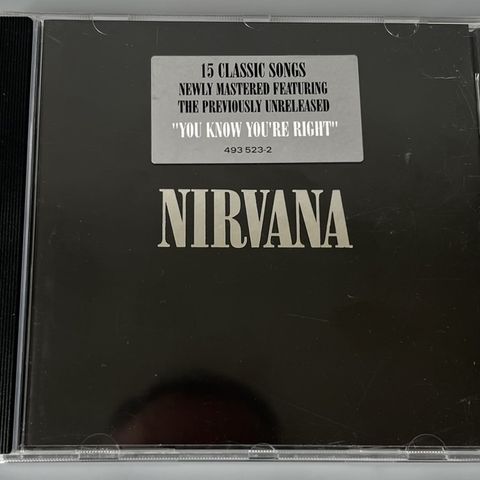 15 CLASSIC SONGS
NEWLY MASTERED FEATURING
THE PREVIOUSLY UNRELEASED
"YOU KNOW YOU'RE RIGHT"
493 523-2
NIRVANA